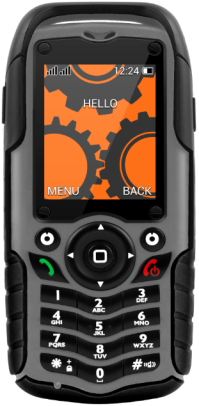 12:24
HELLO
MENU BACK
1 2 ABC 3 DEF
4 GHI 5 JKL 6 MNO
7 PQRS 8 TUV 9 WXYZ
* + 0 #